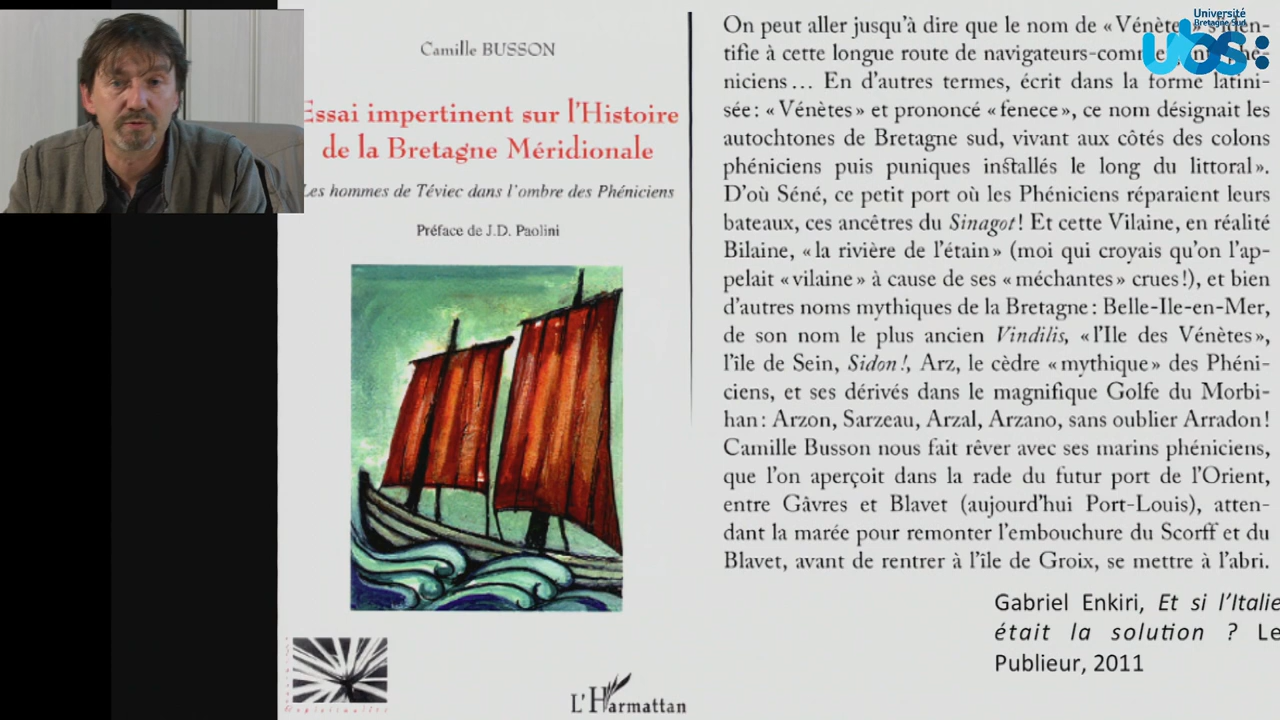 Camille BUSSON
Essai impertinent sur l'Histoire
de la Bretagne Méridionale
Les hommes de Téviec dans l'ombre des Phéniciens
Préface de J.D. Paolini
L'Harmattan
Université
Bretagne Sud
ubs:
On peut aller jusqu'à dire que le nom de « Vénètes » s'iden-
tifie à cette longue route de navigateurs-
niciens… En d'autres termes, écrit dans la forme latini-
sée : « Vénètes » et prononcé « fenece », ce nom désignait les
autochtones de Bretagne sud, vivant aux côtés des colons
phéniciens puis puniques installés le long du littoral ».
D'où Séné, ce petit port où les Phéniciens réparaient leurs
bateaux, ces ancêtres du Sinagot ! Et cette Vilaine, en réalité
Bilaine, « la rivière de l'étain » (moi qui croyais qu'on l'ap-
pelait « vilaine » à cause de ses « méchantes » crues !), et bien
d'autres noms mythiques de la Bretagne : Belle-Ile-en-Mer,
de son nom le plus ancien Vindilis, « l'Ile des Vénètes »,
l'île de Sein, Sidon !, Arz, le cèdre « mythique » des Phéni-
ciens, et ses dérivés dans le magnifique Golfe du Morbi-
han : Arzon, Sarzeau, Arzal, Arzano, sans oublier Arradon !
Camille Busson nous fait rêver avec ses marins phéniciens,
que l'on aperçoit dans la rade du futur port de l'Orient,
entre Gâvres et Blavet (aujourd'hui Port-Louis), atten-
dant la marée pour remonter l'embouchure du Scorff et du
Blavet, avant de rentrer à l'île de Groix, se mettre à l'abri.
Gabriel Enkiri, Et si l'Italie
était la solution ? Le
Publieur, 2011